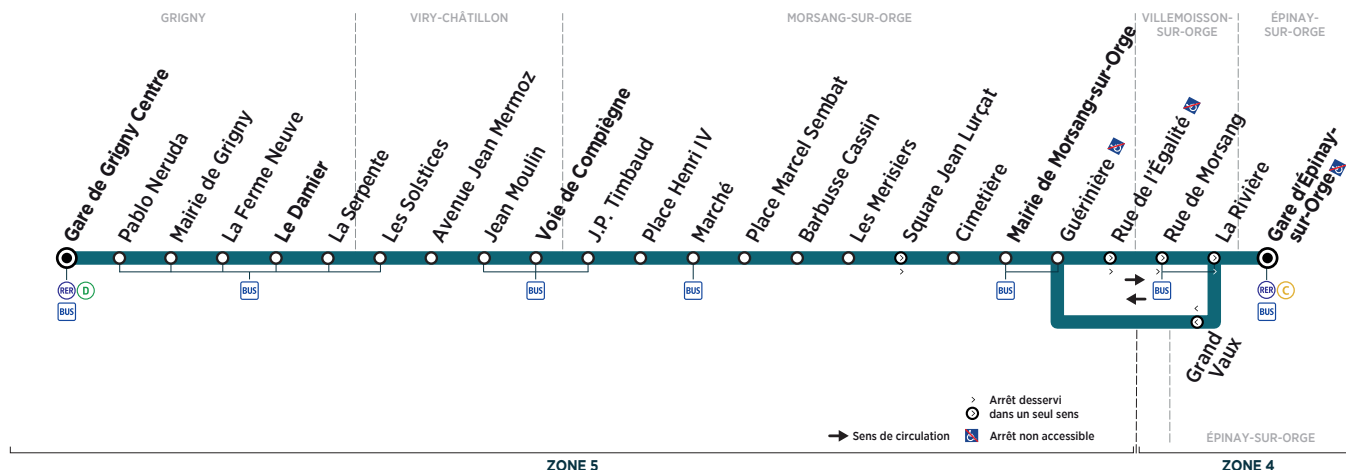 GRIGNY
VIRY-CHÂTILLON
MORSANG-SUR-ORGE
VILLEMOISSON-
SUR-ORGE
ÉPINAY-
SUR-ORGE
Gare de Grigny Centre
Pablo Neruda
Mairie de Grigny
La Ferme Neuve
Le Damier
La Serpente
Les Solstices
Avenue Jean Mermoz
Jean Moulin
Voie de Compiègne
J.P. Timbaud
Place Henri IV
Marché
Place Marcel Sembat
Barbusse Cassin
Les Merisiers
Square Jean Lurçat
Cimetière
Mairie de Morsang-sur-Orge
Guérinière
Rue de l'Égalité
Rue de Morsang
La Rivière
Gare d'Épinay-
sur-Orge
RER D
BUS
BUS
BUS
BUS
BUS
BUS
RER C
BUS
Grand
Vaux
Arrêt desservi
dans un seul sens
Sens de circulation
Arrêt non accessible
ÉPINAY-SUR-ORGE
ZONE 5
ZONE 4